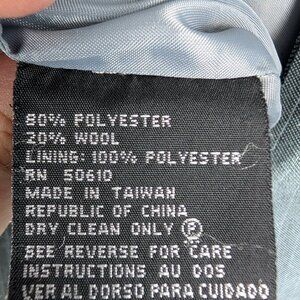 80% POLYESTER
20% WOOL
LINING: 100% POLYESTER
RN 50610
MADE IN TAIWAN
REPUBLIC OF CHINA
DRY CLEAN ONLY Ⓟ
SEE REVERSE FOR CARE
INSTRUCTIONS AU DOS
VER AL DORSO PARA CUIDADO